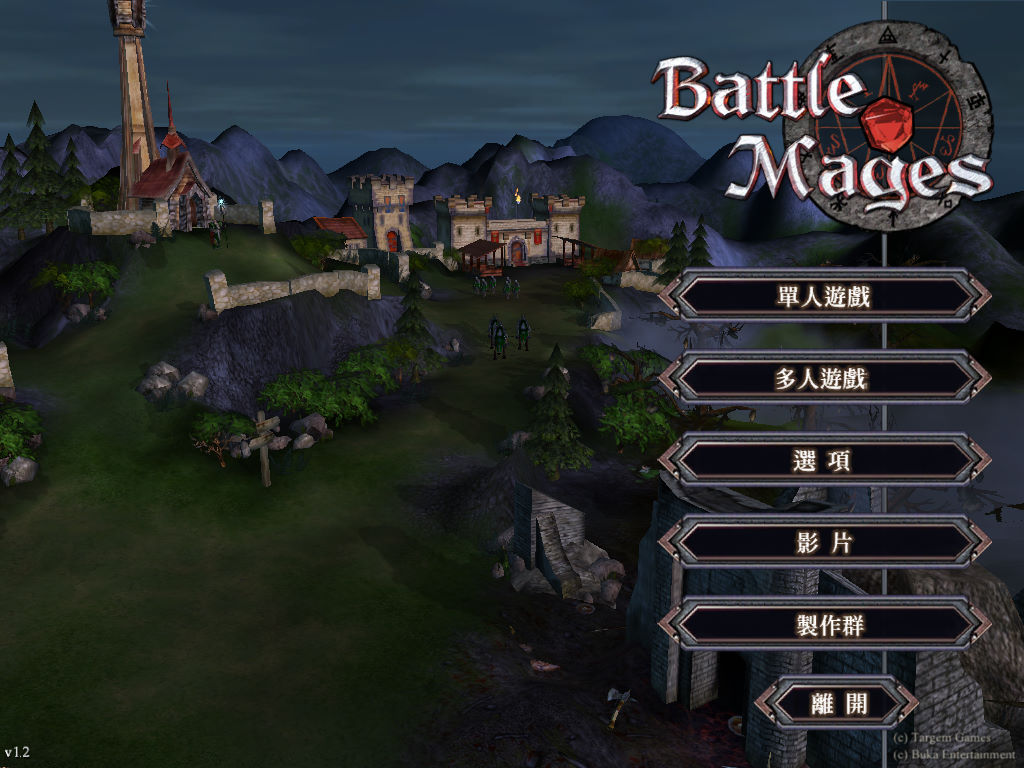 Battle
Mages
單人遊戲
多人遊戲
選項
影片
製作群
離開
v1.2
(c) Targem Games
(c) Buka Entertainment